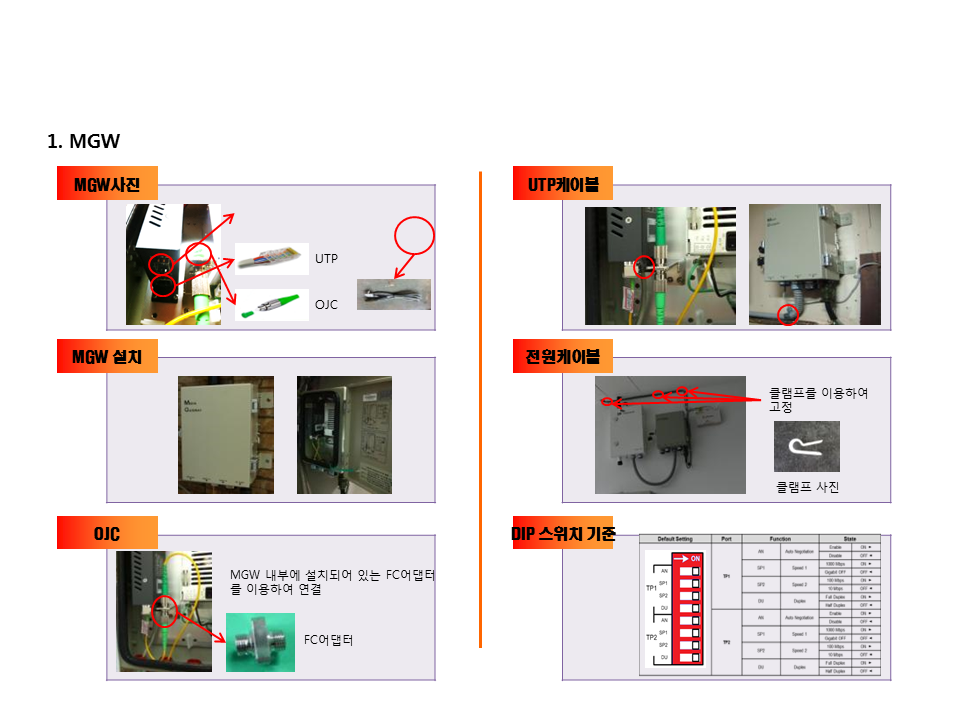 1. MGW
MGW사진
UTP
OJC
MGW 설치
OJC
MGW 내부에 설치되어 있는 FC어댑터
를 이용하여 연결
FC어댑터
UTP케이블
전원케이블
클램프를 이용하여
고정
클램프 사진
DIP 스위치 기준
Default Setting Port Function State
ON
TP1
AN
SP1
SP2
DU
TP2
AN
SP1
SP2
DU
TP1
AN Auto Negotiation Enable ON ►
Disable OFF ◄
SP1 Speed 1 1000 Mbps ON ►
Gigabit OFF OFF ◄
SP2 Speed 2 100 Mbps ON ►
10 Mbps OFF ◄
DU Duplex Full Duplex ON ►
Half Duplex OFF ◄
TP2
AN Auto Negotiation Enable ON ►
Disable OFF ◄
SP1 Speed 1 1000 Mbps ON ►
Gigabit OFF OFF ◄
SP2 Speed 2 100 Mbps ON ►
10 Mbps OFF ◄
DU Duplex Full Duplex ON ►
Half Duplex OFF ◄